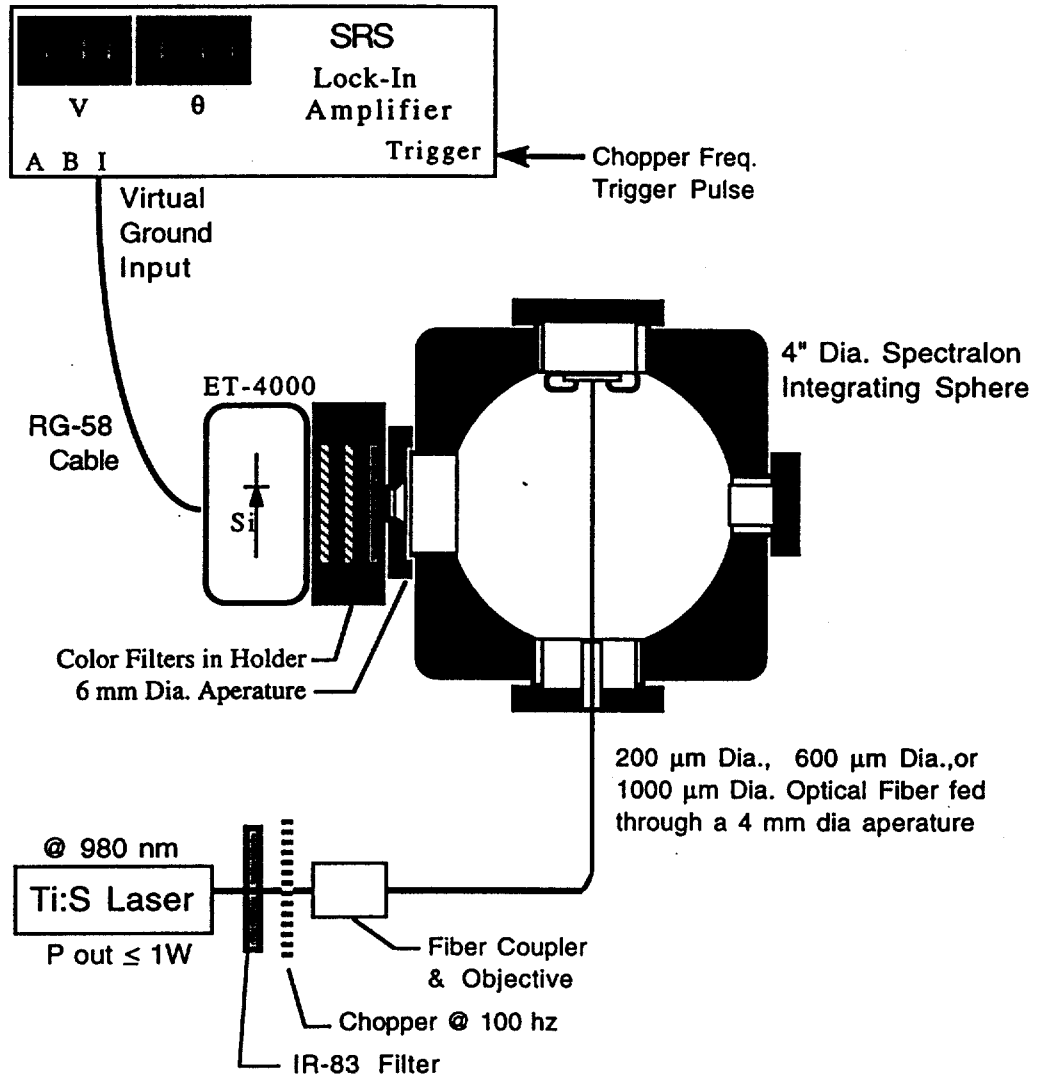 SRS
Lock-In
Amplifier
V θ
Trigger
A B I
Chopper Freq.
Trigger Pulse
Virtual
Ground
Input
4" Dia. Spectralon
Integrating Sphere
ET-4000
RG-58
Cable
Si
Color Filters in Holder
6 mm Dia. Aperature
200 μm Dia., 600 μm Dia.,or
1000 μm Dia. Optical Fiber fed
through a 4 mm dia aperature
@ 980 nm
Ti:S Laser
P out ≤ 1W
Fiber Coupler
& Objective
Chopper @ 100 hz
IR-83 Filter